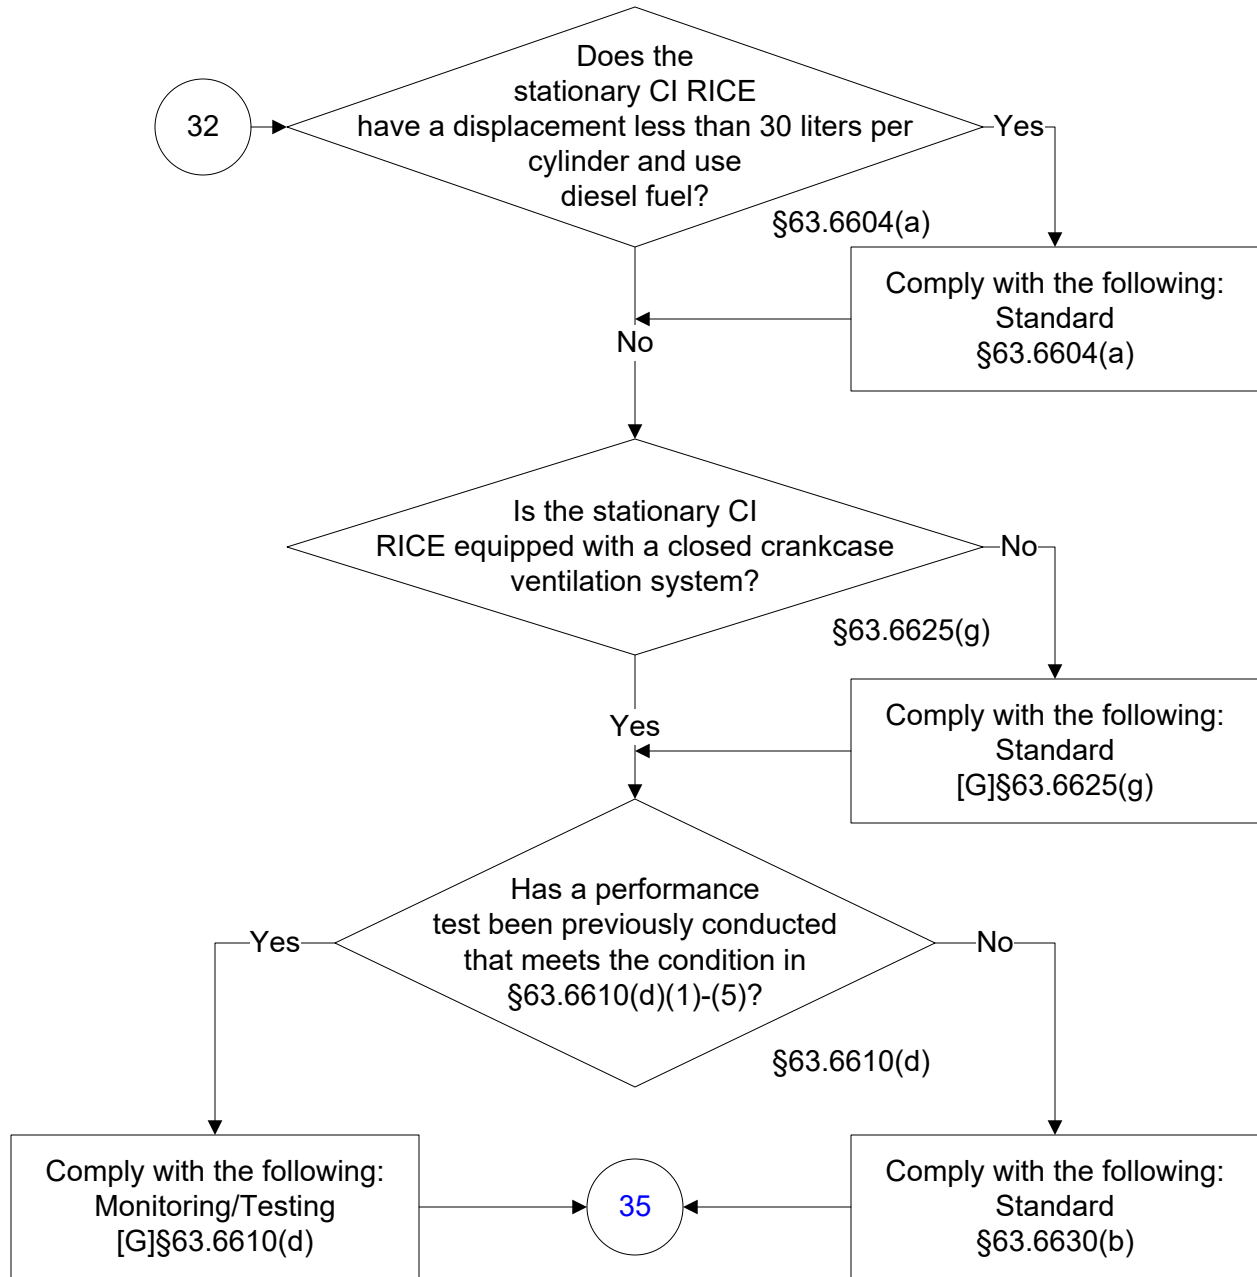 Does the
stationary CI RICE
have a displacement less than 30 liters per
cylinder and use
diesel fuel?
32
Yes
§63.6604(a)
Comply with the following:
Standard
§63.6604(a)
No
Is the stationary CI
RICE equipped with a closed crankcase
ventilation system?
No
§63.6625(g)
Comply with the following:
Standard
[G]§63.6625(g)
Yes
Has a performance
test been previously conducted
that meets the condition in
§63.6610(d)(1)-(5)?
Yes
No
§63.6610(d)
Comply with the following:
Monitoring/Testing
[G]§63.6610(d)
35
Comply with the following:
Standard
§63.6630(b)